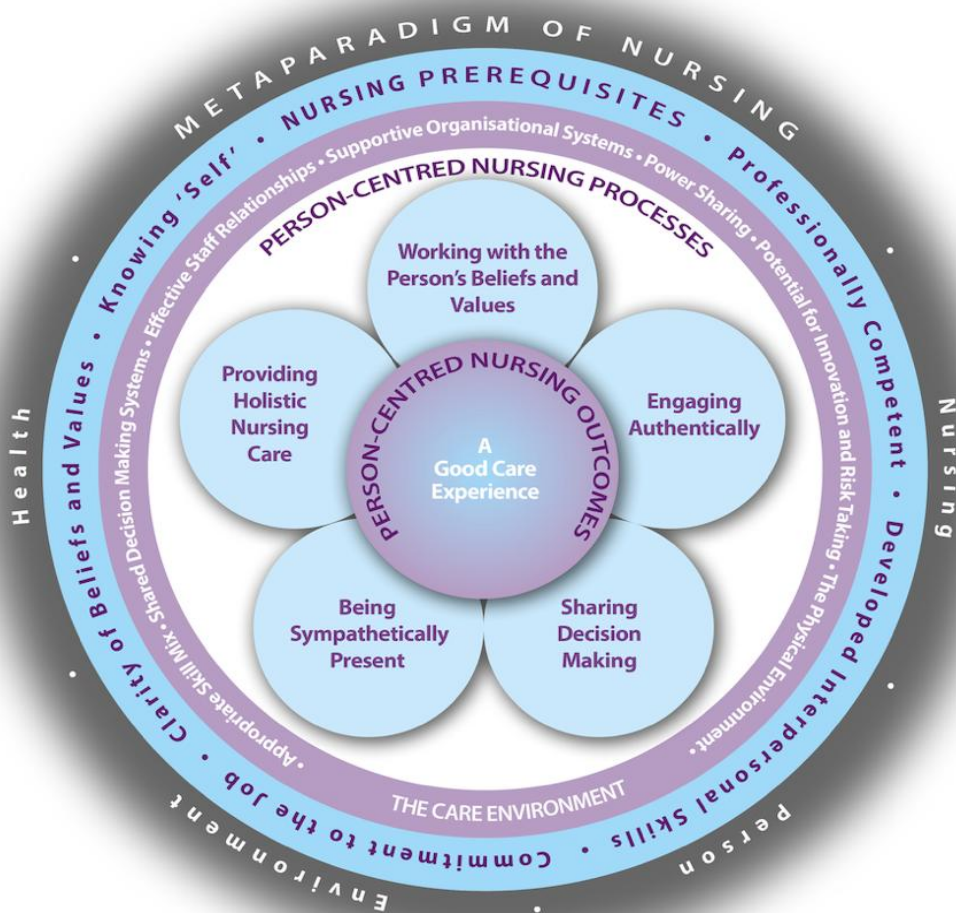 METAPARADIGM OF NURSING
Nursing
Person
Environment
Health
NURSING PREREQUISITES • Professionally Competent • Developed Interpersonal Skills • Commitment to the Job • Clarity of Beliefs and Values • Knowing 'Self' •
THE CARE ENVIRONMENT
• Appropriate Skill Mix • Shared Decision Making Systems • Effective Staff Relationships • Supportive Organisational Systems • Power Sharing • Potential for Innovation and Risk Taking • The Physical Environment •
PERSON-CENTRED NURSING PROCESSES
Working with the
Person's Beliefs and
Values
Engaging
Authentically
Sharing
Decision
Making
Being
Sympathetically
Present
Providing
Holistic
Nursing
Care
PERSON-CENTRED NURSING OUTCOMES
A
Good Care
Experience